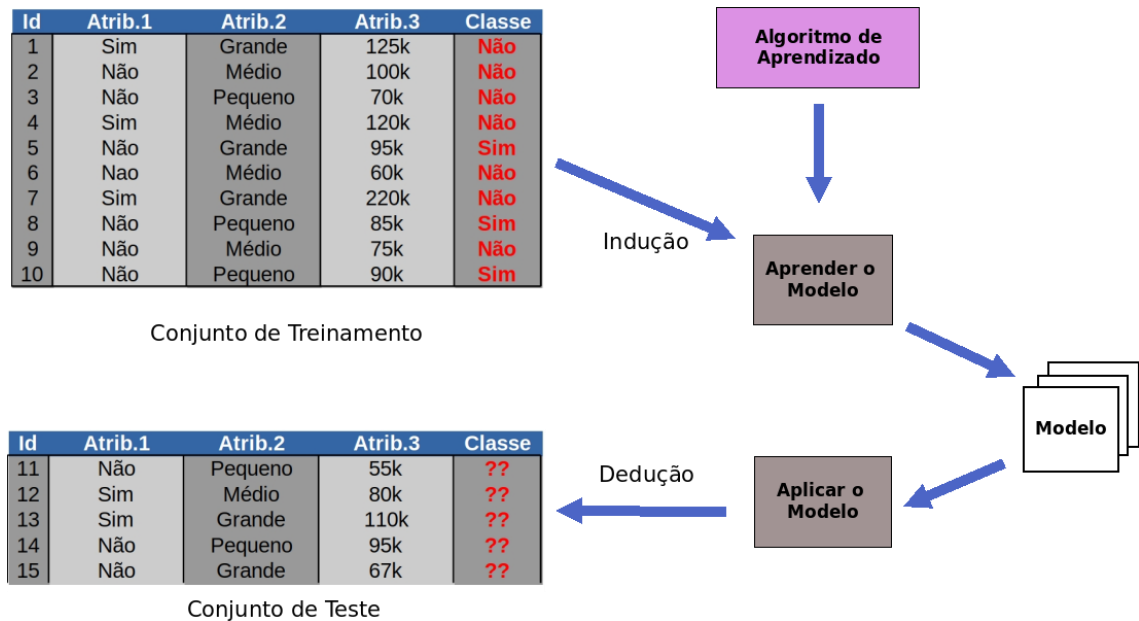 Id Atrib.1 Atrib.2 Atrib.3 Classe
1 Sim Grande 125k Não
2 Não Médio 100k Não
3 Não Pequeno 70k Não
4 Sim Médio 120k Não
5 Não Grande 95k Sim
6 Nao Médio 60k Não
7 Sim Grande 220k Não
8 Não Pequeno 85k Sim
9 Não Médio 75k Não
10 Não Pequeno 90k Sim
Conjunto de Treinamento
Algoritmo de
Aprendizado
Indução
Aprender o
Modelo
Modelo
Aplicar o
Modelo
Dedução
Id Atrib.1 Atrib.2 Atrib.3 Classe
11 Não Pequeno 55k ??
12 Sim Médio 80k ??
13 Sim Grande 110k ??
14 Não Pequeno 95k ??
15 Não Grande 67k ??
Conjunto de Teste